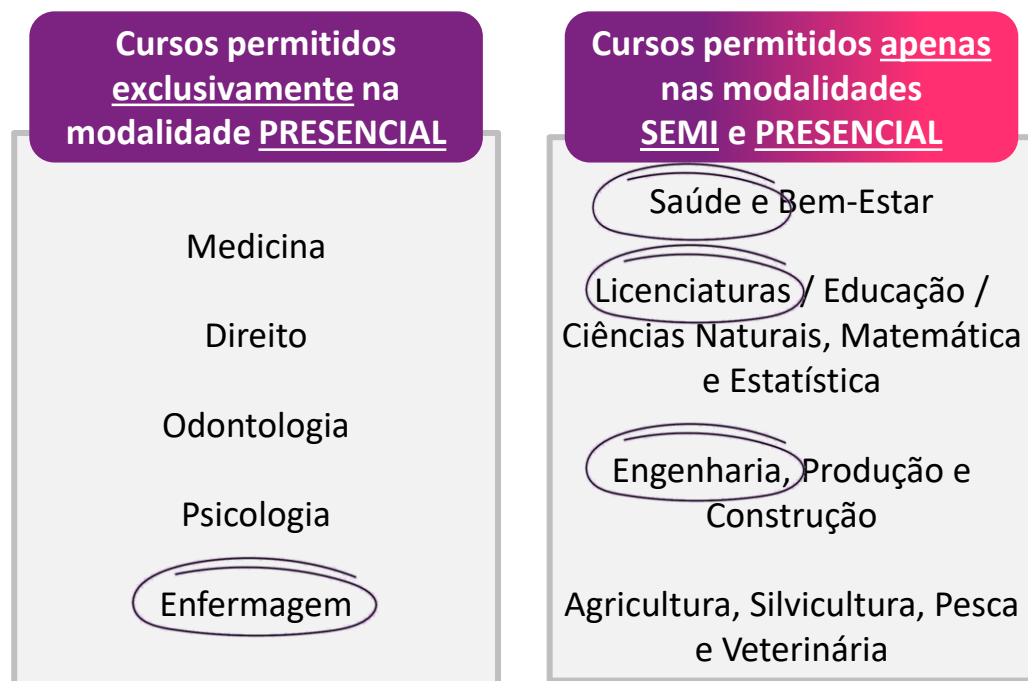 Cursos permitidos
exclusivamente na
modalidade PRESENCIAL
Medicina
Direito
Odontologia
Psicologia
Enfermagem
Cursos permitidos apenas
nas modalidades
SEMI e PRESENCIAL
Saúde e Bem-Estar
Licenciaturas / Educação /
Ciências Naturais, Matemática
e Estatística
Engenharia, Produção e
Construção
Agricultura, Silvicultura, Pesca
e Veterinária